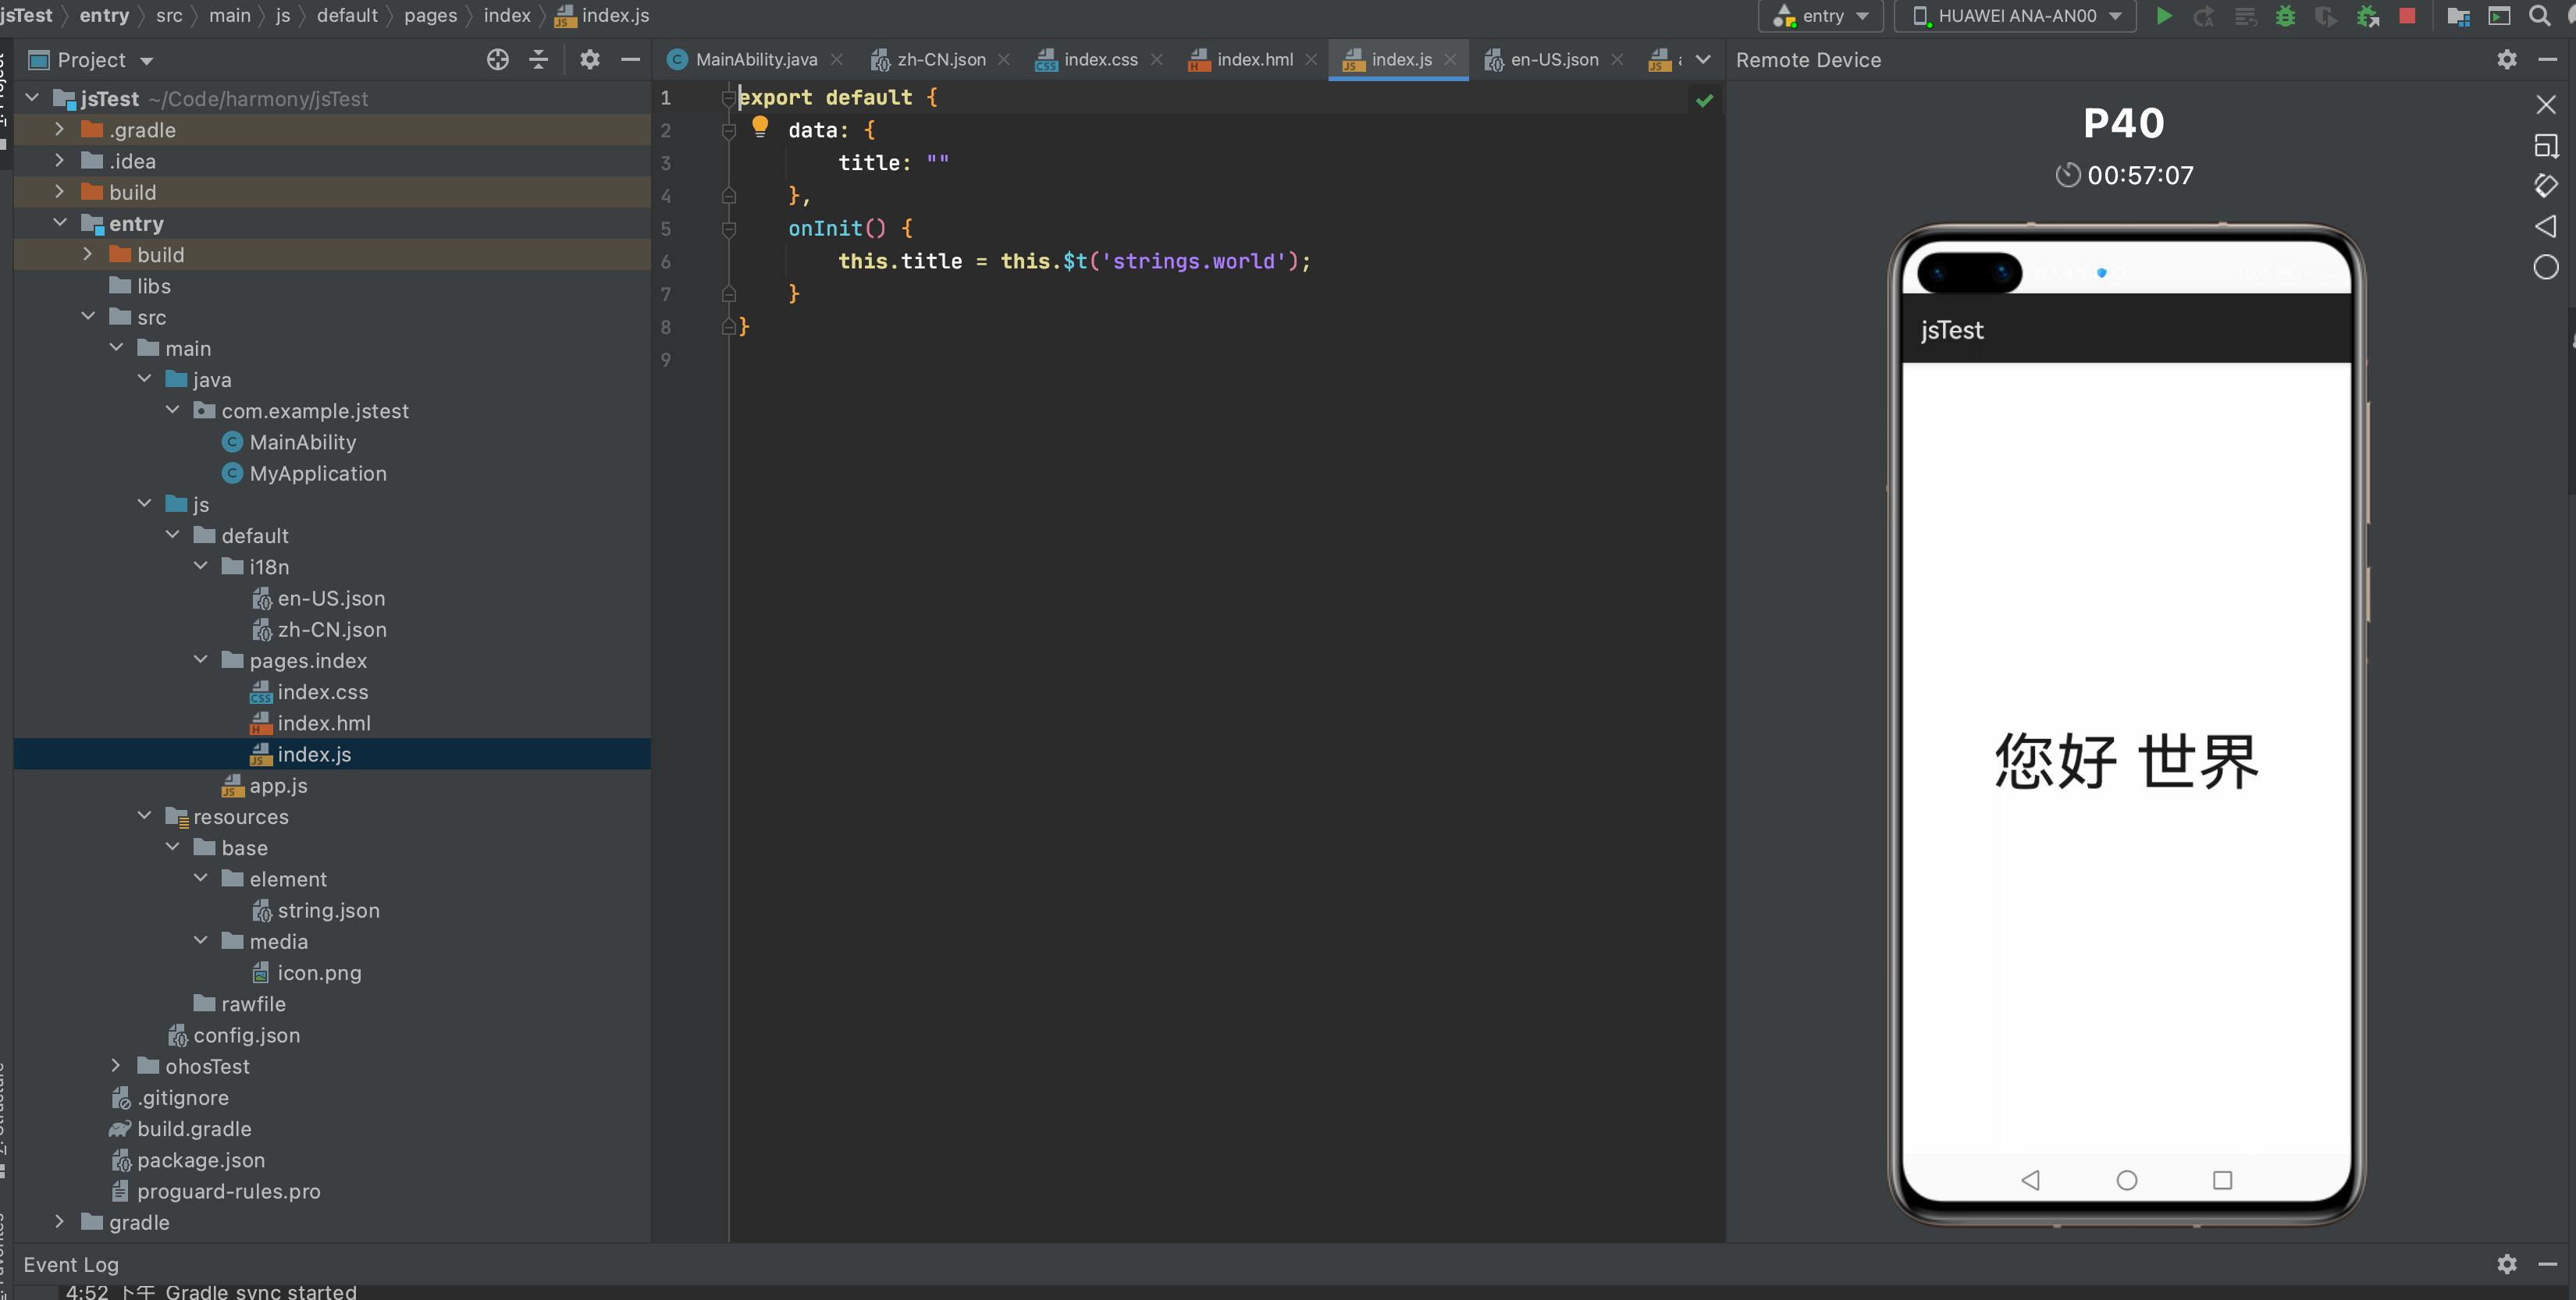 jsTest entry src main js default pages index index.js
entry HUAWEI ANA-AN00
Project
MainAbility.java zh-CN.json index.css index.hml index.js en-US.json
Remote Device
jsTest ~/Code/harmony/jsTest
.gradle
.idea
build
entry
build
libs
src
main
java
com.example.jstest
MainAbility
MyApplication
js
default
i18n
en-US.json
zh-CN.json
pages.index
index.css
index.hml
index.js
app.js
resources
base
element
string.json
media
icon.png
rawfile
config.json
ohosTest
.gitignore
build.gradle
package.json
proguard-rules.pro
gradle
1 export default {
2 data: {
3 title: ""
4 },
5 onInit() {
6 this.title = this.$t('strings.world');
7 }
8 }
9
P40
00:57:07
jsTest
您好 世界
Event Log
4:52 下午 Gradle sync started